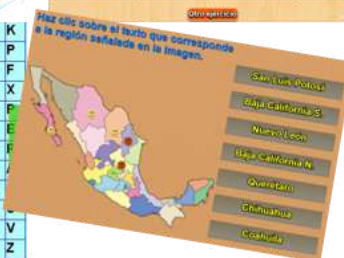 Otro ejercicio
K
P
F
X
Haz clic sobre el texto que corresponde
a la región señalada en la imagen.
San Luis Potosí
Baja California S.
Nuevo León
Baja California N.
Querétaro
Chihuahua
Coahuila
V
Z